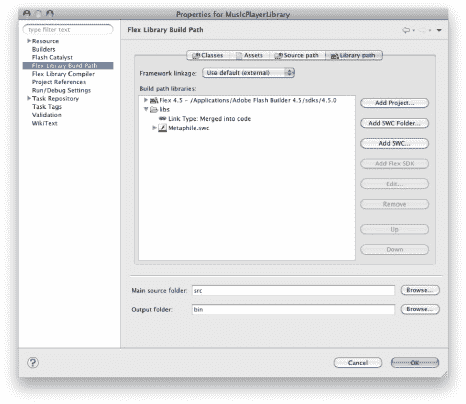 Properties for MusicPlayerLibrary
type filter text
Resource
Builders
Flash Catalyst
Flex Library Build Path
Flex Library Compiler
Project References
Run/Debug Settings
Task Repository
Task Tags
Validation
WikiText
Flex Library Build Path
Classes Assets Source path Library path
Framework linkage: Use default (external)
Build path libraries:
Flex 4.5 - /Applications/Adobe Flash Builder 4.5/sdks/4.5.0
libs
Link Type: Merged into code
Metaphile.swc
Add Project...
Add SWC Folder...
Add SWC...
Add Flex SDK
Edit...
Remove
Up
Down
Main source folder: src Browse...
Output folder: bin Browse...
? Cancel OK